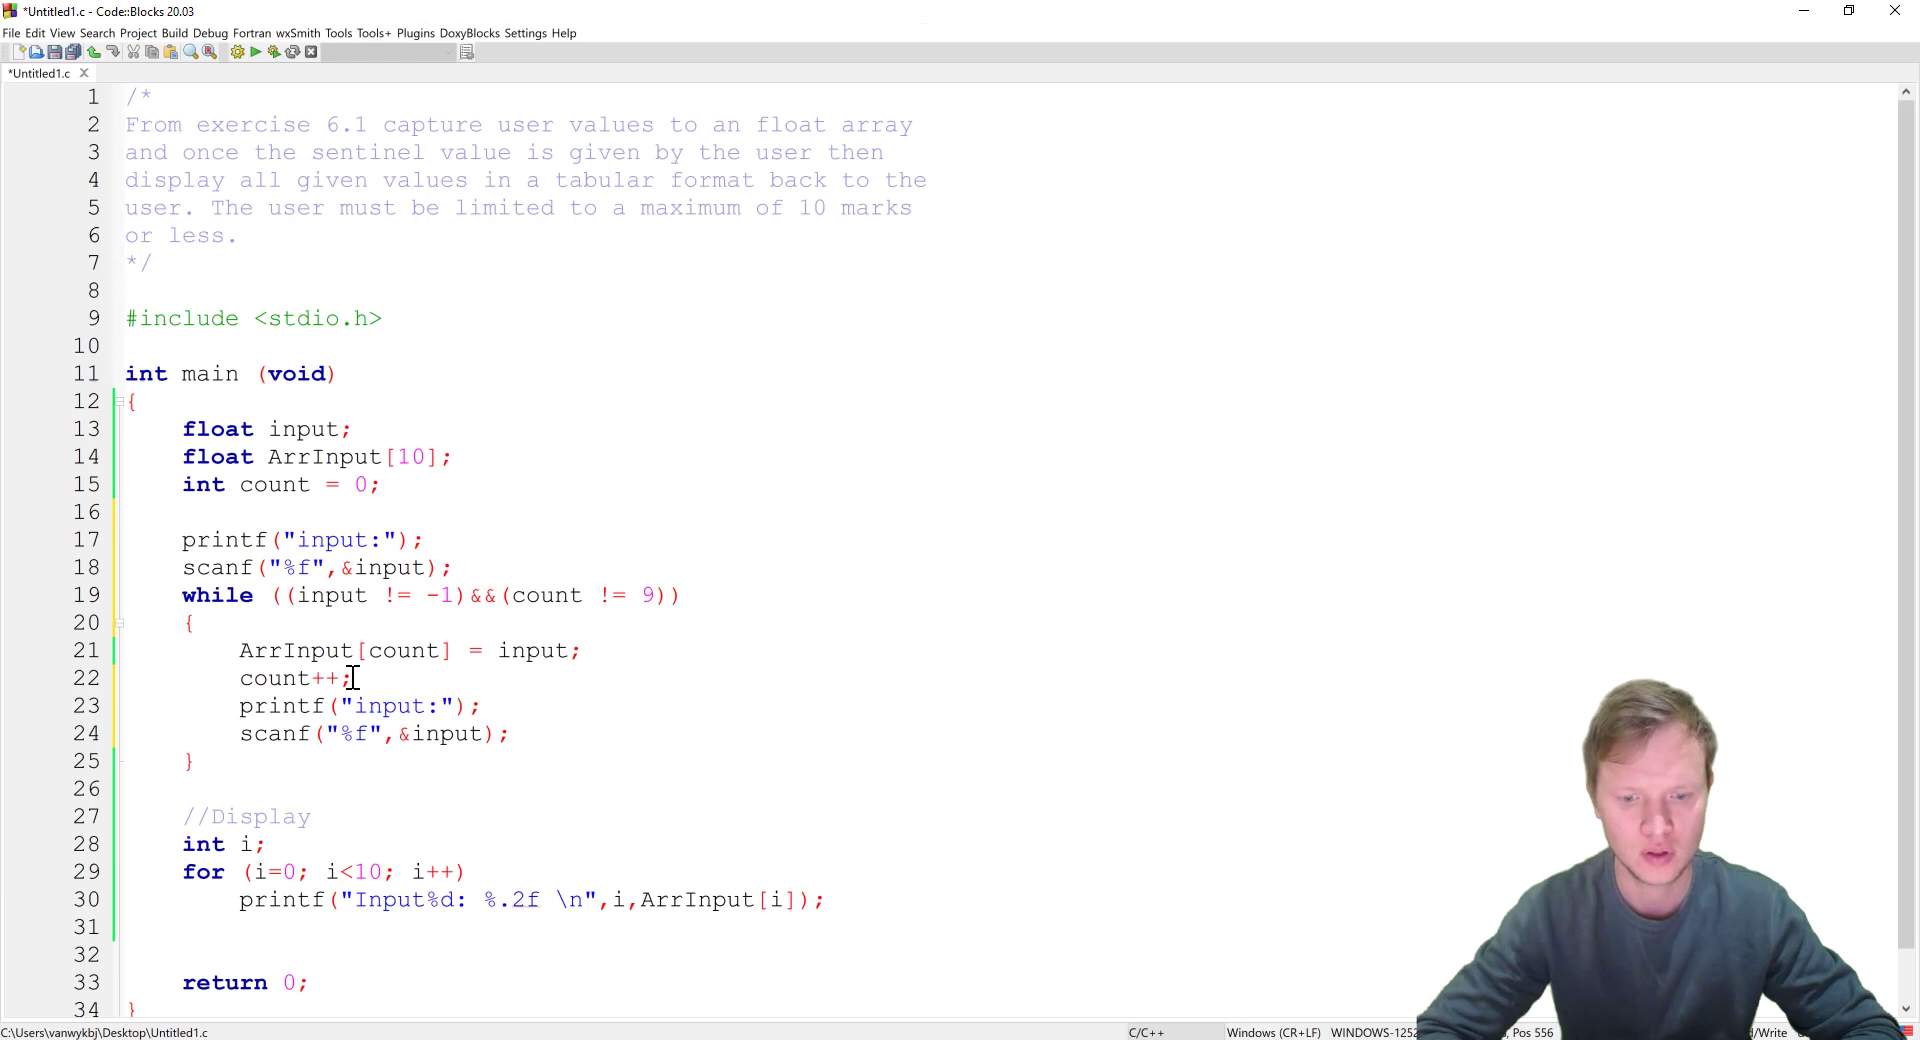 *Untitled1.c - Code::Blocks 20.03
File Edit View Search Project Build Debug Fortran wxSmith Tools Tools+ Plugins DoxyBlocks Settings Help
*Untitled1.c
1 /*
2 From exercise 6.1 capture user values to an float array
3 and once the sentinel value is given by the user then
4 display all given values in a tabular format back to the
5 user. The user must be limited to a maximum of 10 marks
6 or less.
7 */
8
9 #include <stdio.h>
10
11 int main (void)
12 {
13 float input;
14 float ArrInput[10];
15 int count = 0;
16
17 printf("input:");
18 scanf("%f",&input);
19 while ((input != -1)&&(count != 9))
20 {
21 ArrInput[count] = input;
22 count++;
23 printf("input:");
24 scanf("%f",&input);
25 }
26
27 //Display
28 int i;
29 for (i=0; i<10; i++)
30 printf("Input%d: %.2f \n",i,ArrInput[i]);
31
32
33 return 0;
34 }
C:\Users\vanwykbj\Desktop\Untitled1.c C/C++ Windows (CR+LF) WINDOWS-1252 Pos 556